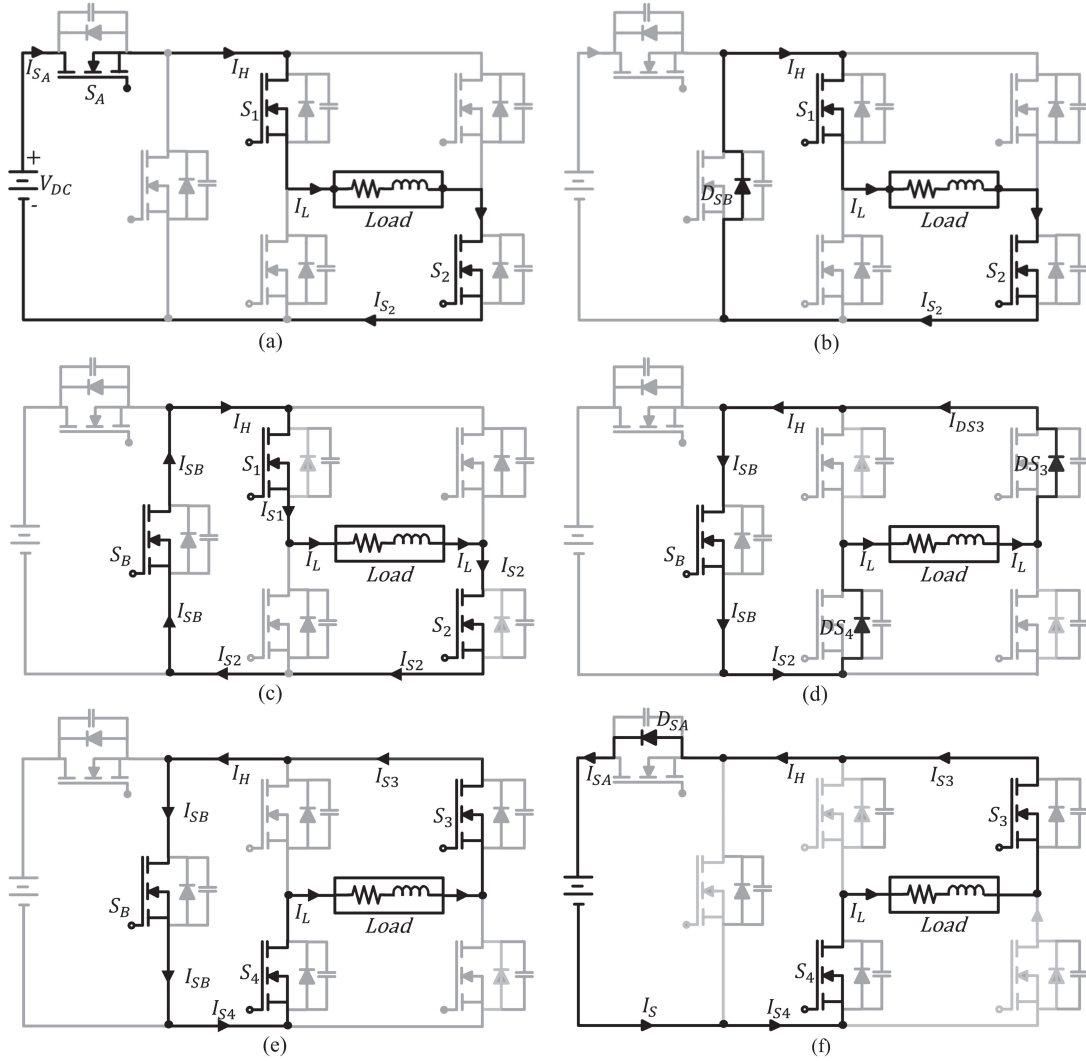 I_{S_A}
S_A
I_H
S_1
+
V_{DC}
-
I_L
Load
S_2
I_{S_2}
(a)
I_H
S_1
D_{SB}
I_L
Load
S_2
I_{S_2}
(b)
I_H
I_{SB}
S_1
I_{S1}
S_B
I_L
Load
I_L
I_{S2}
I_{SB}
S_2
I_{S2}
I_{S2}
(c)
I_H
I_{DS3}
I_{SB}
DS_3
S_B
I_L
Load
I_L
I_{SB}
DS_4
I_{S2}
(d)
I_H
I_{S3}
I_{SB}
S_3
S_B
I_L
Load
I_{SB}
S_4
I_{S4}
(e)
D_{SA}
I_{SA}
I_H
I_{S3}
S_3
I_L
Load
S_4
I_S
I_{S4}
(f)